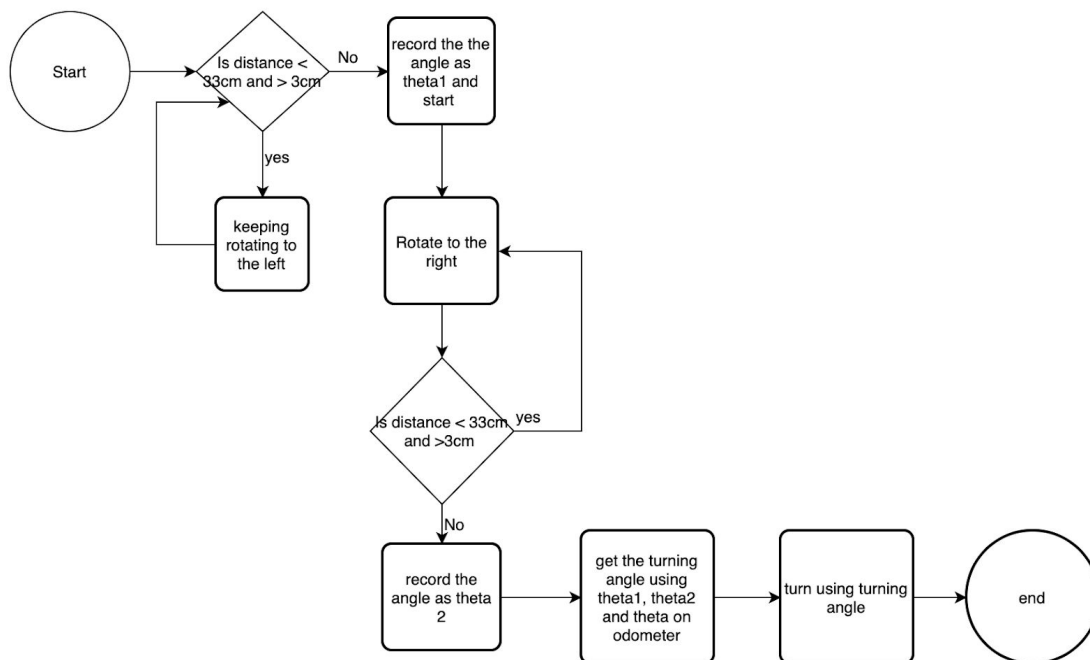 Start
Is distance <
33cm and > 3cm
No
record the the
angle as
theta1 and
start
yes
keeping
rotating to
the left
Rotate to the
right
Is distance < 33cm
and >3cm
yes
No
record the
angle as theta
2
get the turning
angle using
theta1, theta2
and theta on
odometer
turn using turning
angle
end